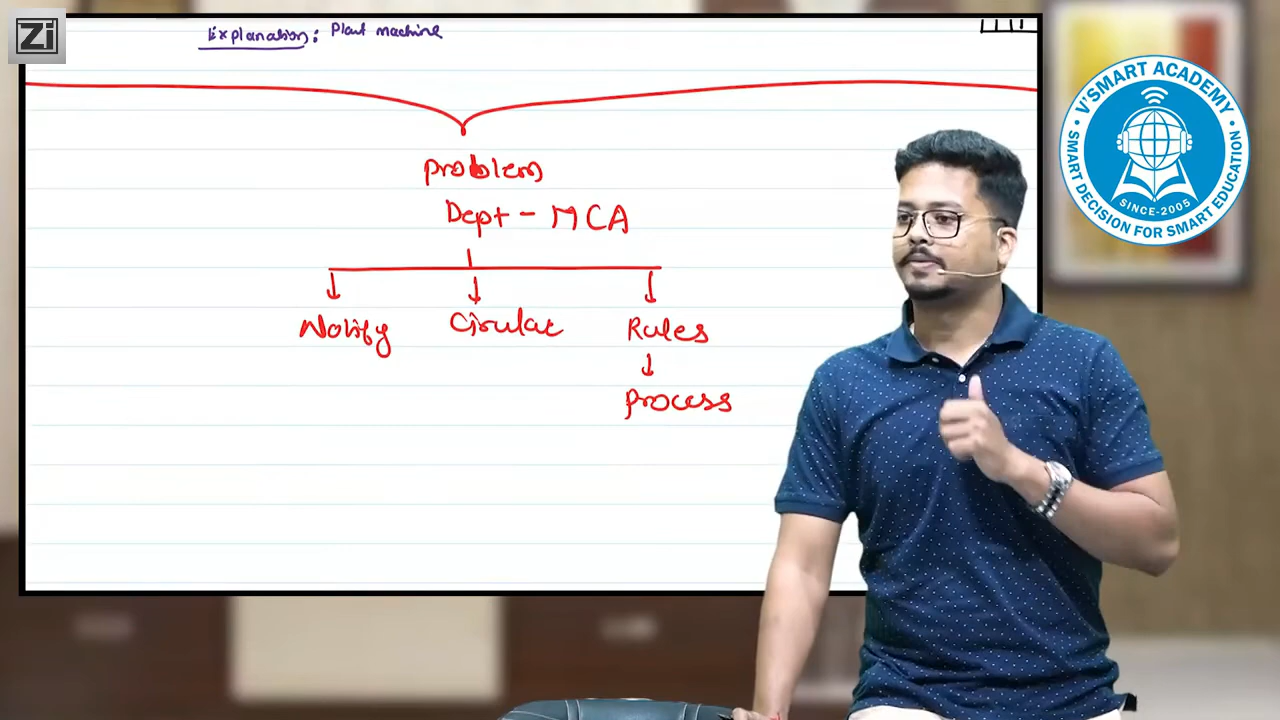 Zi
Explanation: Plant machine
Problem
Dept - MCA
Notify Circular Rules
Process
V'SMART ACADEMY
SINCE-2005
SMART DECISION FOR SMART EDUCATION